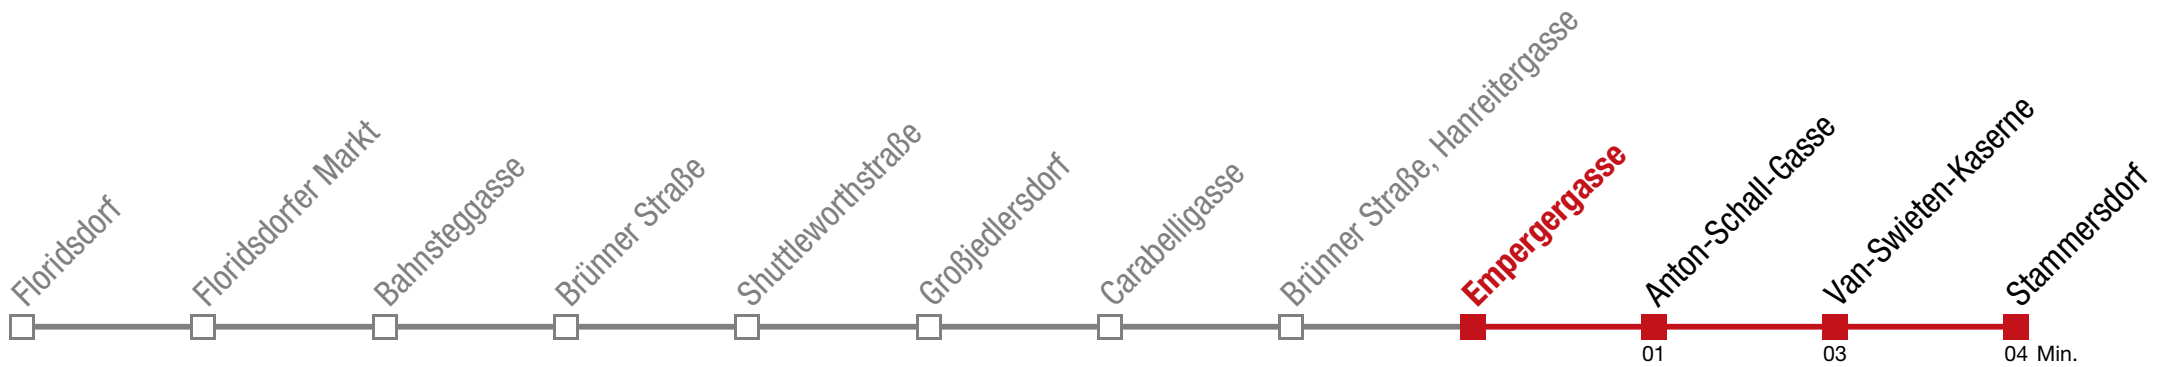 Floridsdorf
Floridsdorfer Markt
Bahnsteggasse
Brünner Straße
Shuttleworthstraße
Großjedlersdorf
Carabelligasse
Brünner Straße, Hanreitergasse
Empergergasse
Anton-Schall-Gasse
Van-Swieten-Kaserne
Stammersdorf
01 03 04 Min.